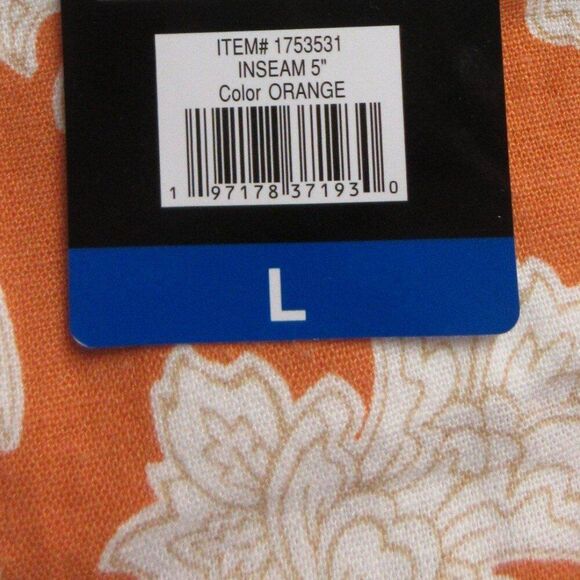 ITEM# 1753531
INSEAM 5"
Color ORANGE
1 97178 37193 0
L